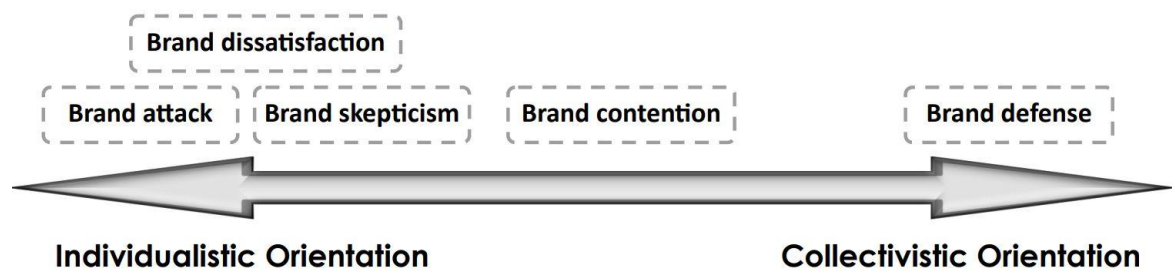 Brand dissatisfaction
Brand attack Brand skepticism Brand contention Brand defense
Individualistic Orientation Collectivistic Orientation